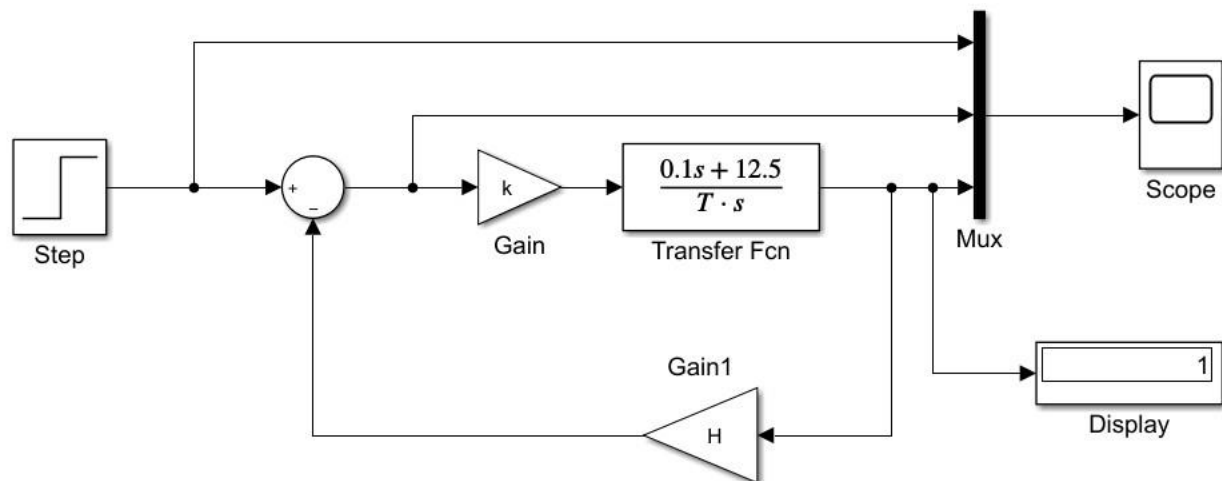 Step
+
−
k
Gain
0.1s + 12.5
T · s
Transfer Fcn
Mux
Scope
Gain1
H
1
Display